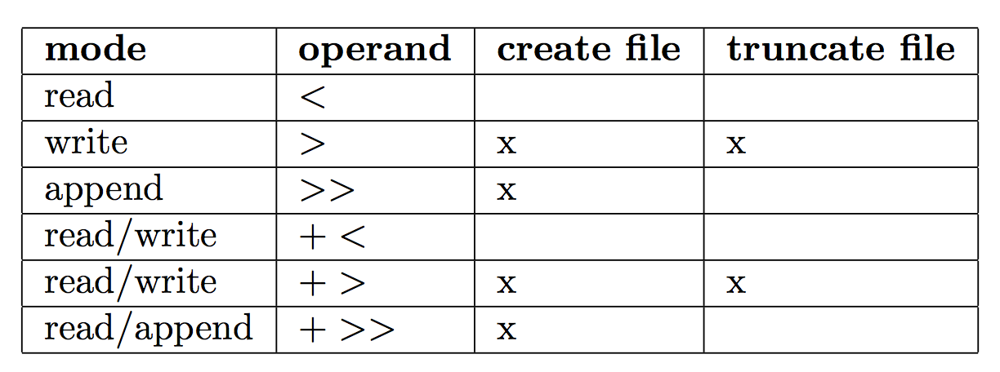 mode operand create file truncate file
read <
write > x x
append >> x
read/write + <
read/write + > x x
read/append + >> x